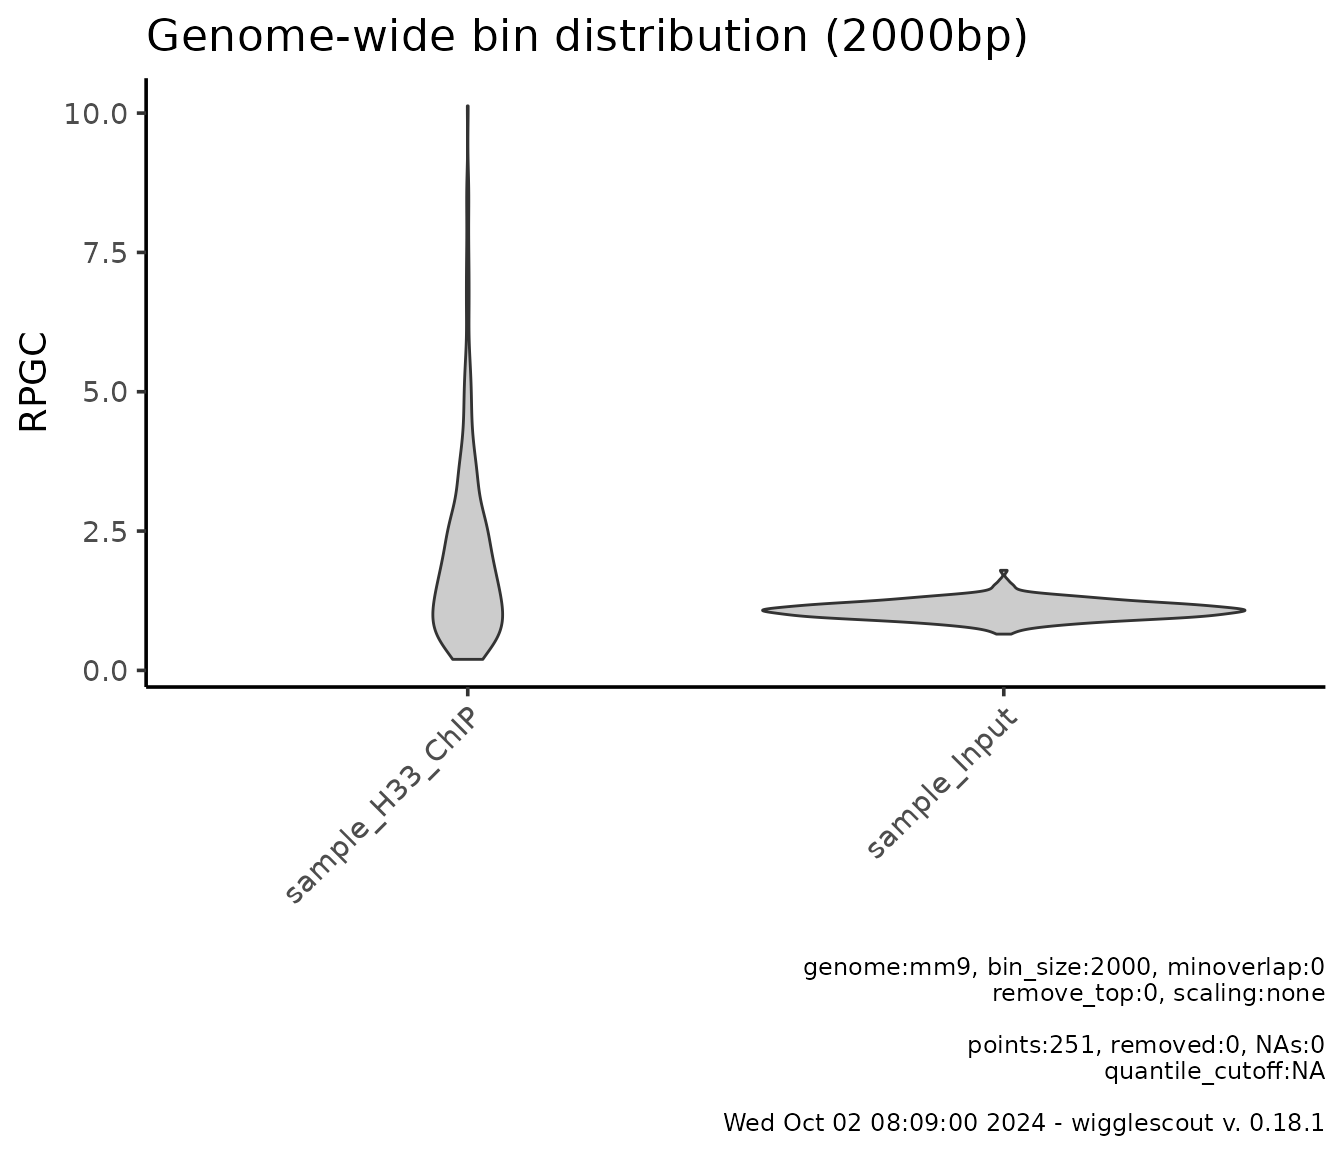 Genome-wide bin distribution (2000bp)
10.0
7.5
5.0
2.5
0.0
RPGC
sample_H33_ChIP
sample_Input
genome:mm9, bin_size:2000, minoverlap:0
remove_top:0, scaling:none
points:251, removed:0, NAs:0
quantile_cutoff:NA
Wed Oct 02 08:09:00 2024 - wigglescout v. 0.18.1